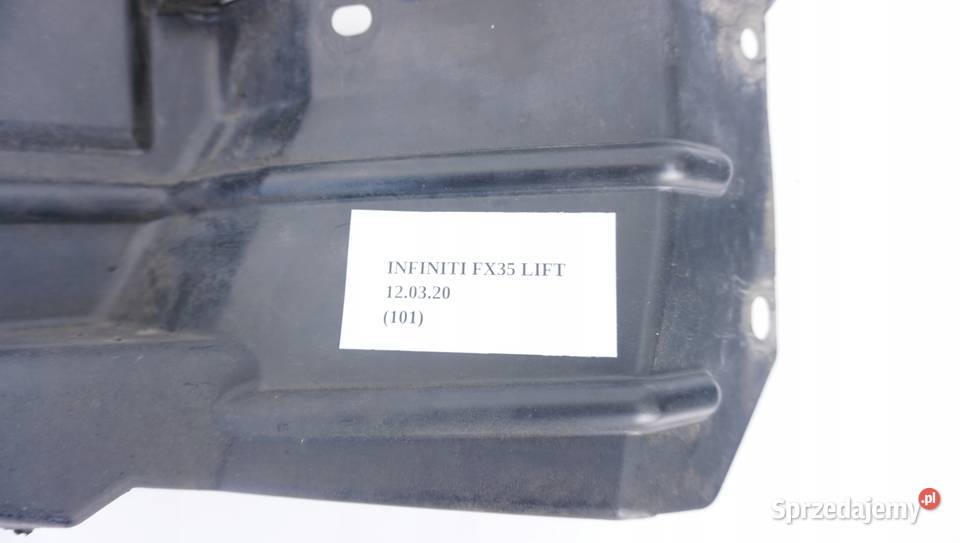 INFINITI FX35 LIFT
12.03.20
(101)
Sprzedajemy .pl